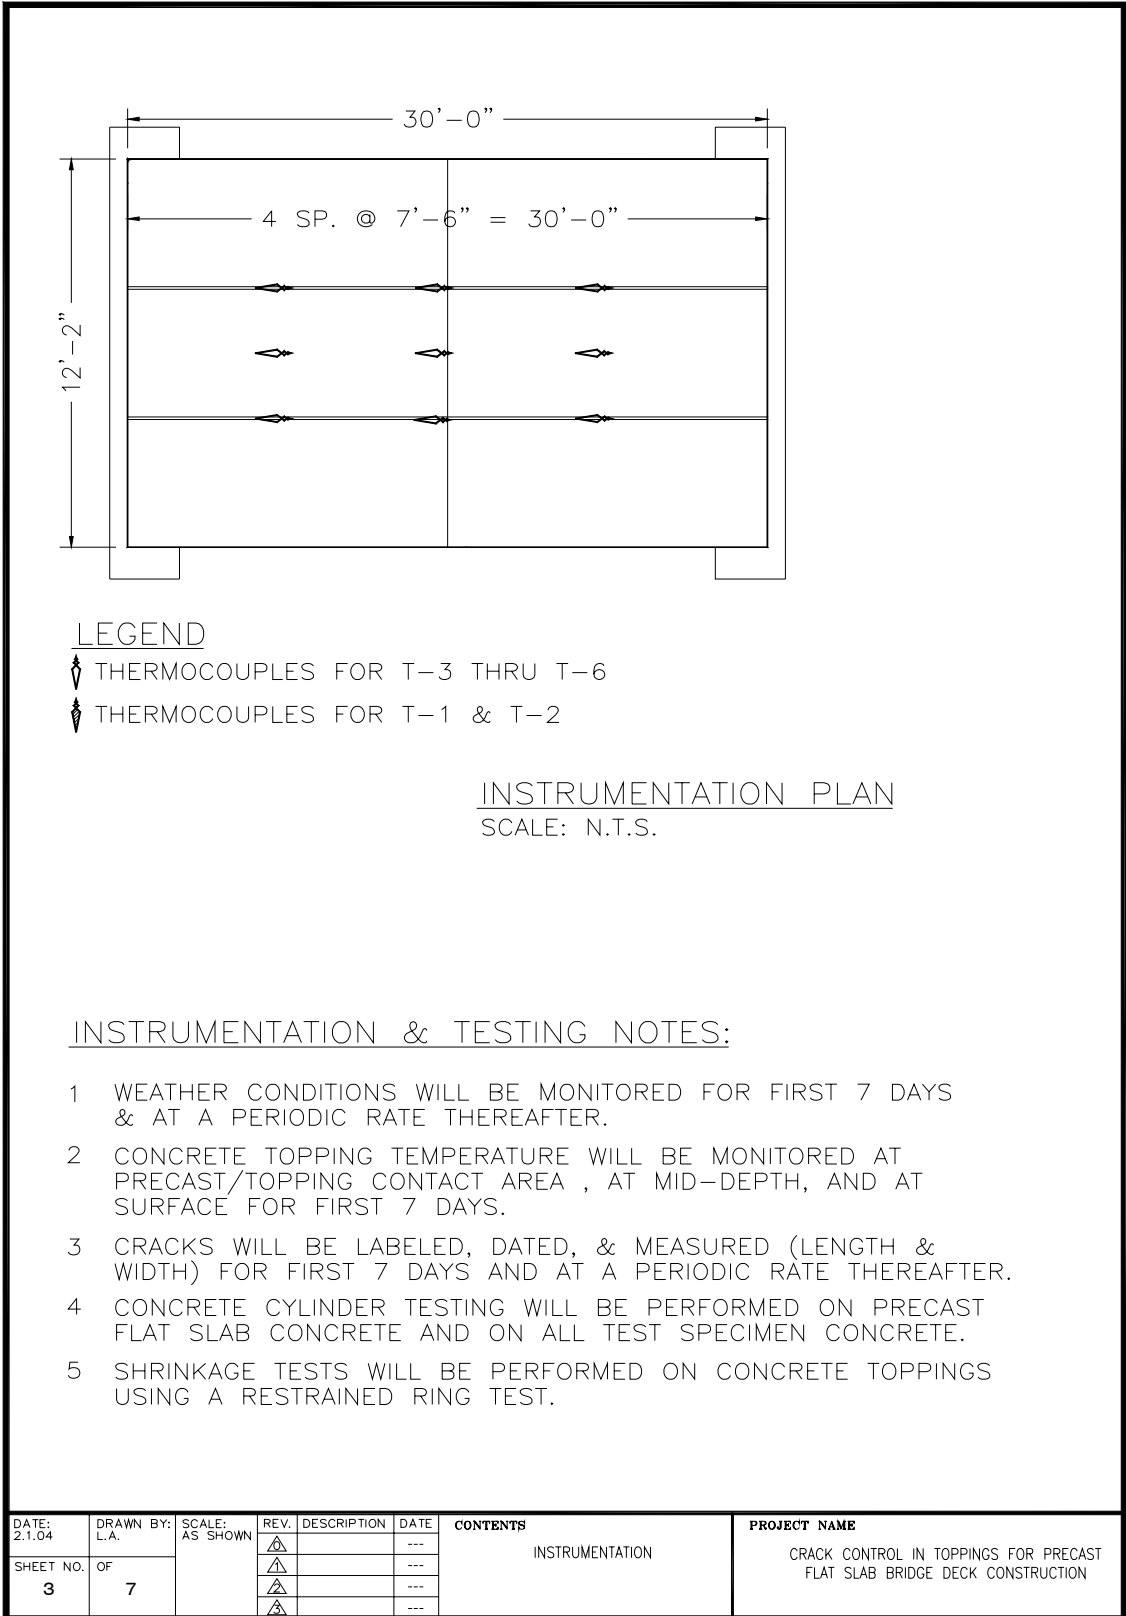 30'-0"
4 SP. @ 7'-6" = 30'-0"
12'-2"
LEGEND
THERMOCOUPLES FOR T-3 THRU T-6
THERMOCOUPLES FOR T-1 & T-2
INSTRUMENTATION PLAN
SCALE: N.T.S.
INSTRUMENTATION & TESTING NOTES:
1 WEATHER CONDITIONS WILL BE MONITORED FOR FIRST 7 DAYS
& AT A PERIODIC RATE THEREAFTER.
2 CONCRETE TOPPING TEMPERATURE WILL BE MONITORED AT
PRECAST/TOPPING CONTACT AREA , AT MID-DEPTH, AND AT
SURFACE FOR FIRST 7 DAYS.
3 CRACKS WILL BE LABELED, DATED, & MEASURED (LENGTH &
WIDTH) FOR FIRST 7 DAYS AND AT A PERIODIC RATE THEREAFTER.
4 CONCRETE CYLINDER TESTING WILL BE PERFORMED ON PRECAST
FLAT SLAB CONCRETE AND ON ALL TEST SPECIMEN CONCRETE.
5 SHRINKAGE TESTS WILL BE PERFORMED ON CONCRETE TOPPINGS
USING A RESTRAINED RING TEST.
DATE:
2.1.04
DRAWN BY:
L.A.
SCALE:
AS SHOWN
SHEET NO.
3
OF
7
REV. DESCRIPTION DATE
0 ---
1 ---
2 ---
3 ---
CONTENTS
INSTRUMENTATION
PROJECT NAME
CRACK CONTROL IN TOPPINGS FOR PRECAST
FLAT SLAB BRIDGE DECK CONSTRUCTION